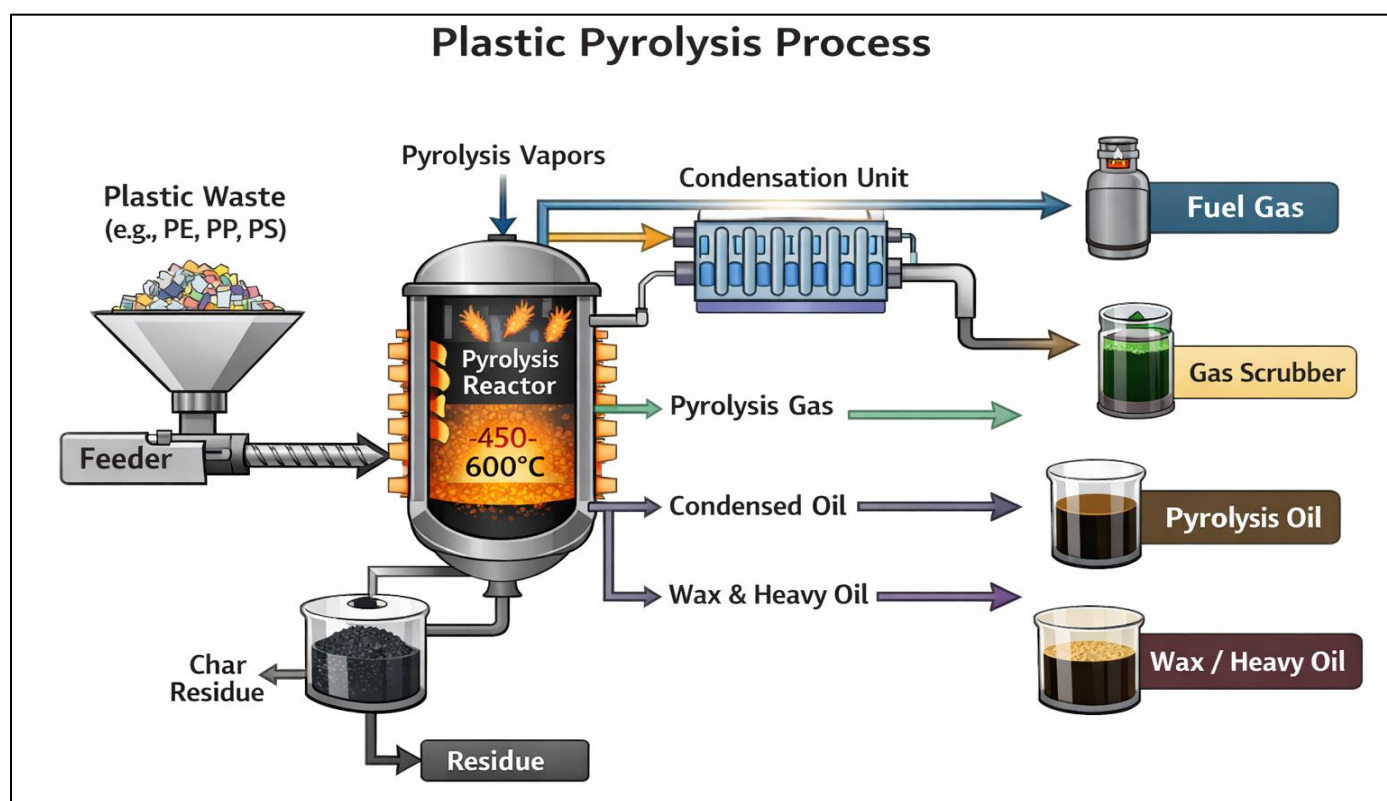 Plastic Pyrolysis Process
Pyrolysis Vapors
Plastic Waste
(e.g., PE, PP, PS)
Condensation Unit
Fuel Gas
Pyrolysis
Reactor
Gas Scrubber
Pyrolysis Gas
-450-
600°C
Feeder
Condensed Oil
Pyrolysis Oil
Wax & Heavy Oil
Wax / Heavy Oil
Char
Residue
Residue